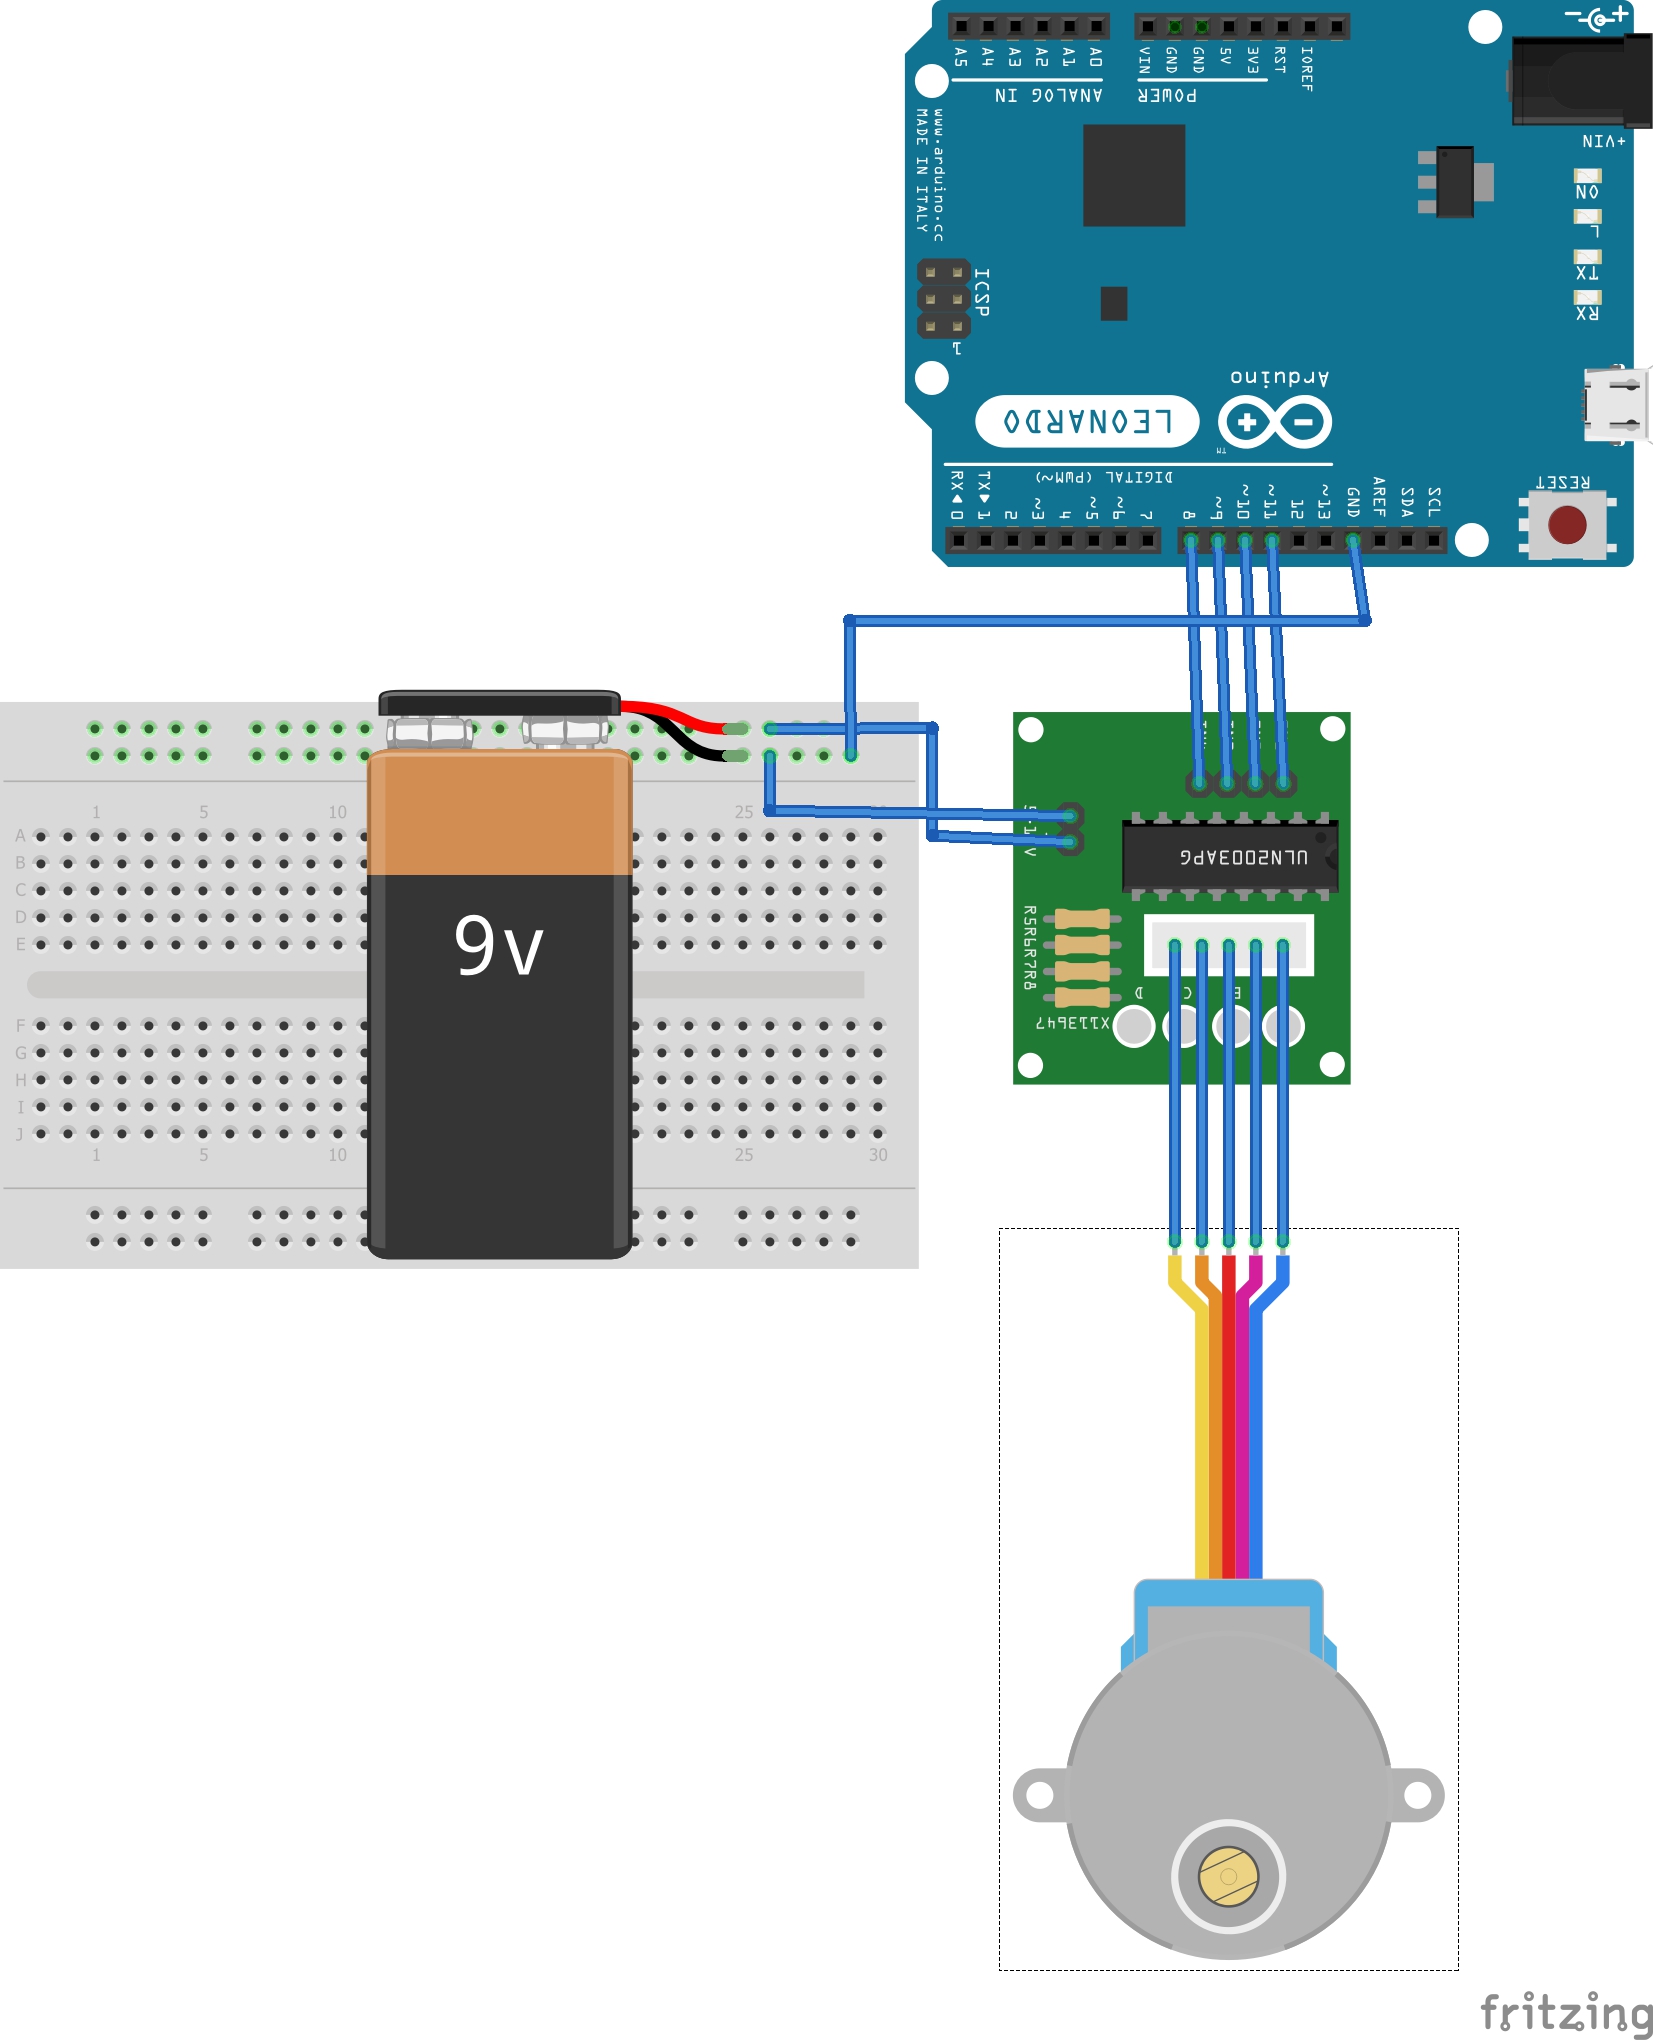 A5 A4 A3 A2 A1 A0 VIN GND GND 5V 3V3 RST IOREF
ANALOG IN POWER
+VIN
www.arduino.cc
MADE IN ITALY
ON
L
TX
RX
ICSP
1
Arduino
LEONARDO
TM
RESET
DIGITAL (PWM~)
RX 0 TX 1 2 ~3 4 ~5 ~6 7 8 ~9 ~10 ~11 12 ~13 GND AREF SDA SCL
1 5 10 25
A
B
C
D
E
F
G
H
I
J
1 5 10 25 30
9v
ULN2003APG
R5R6R7R8
D C
X113647
fritzing